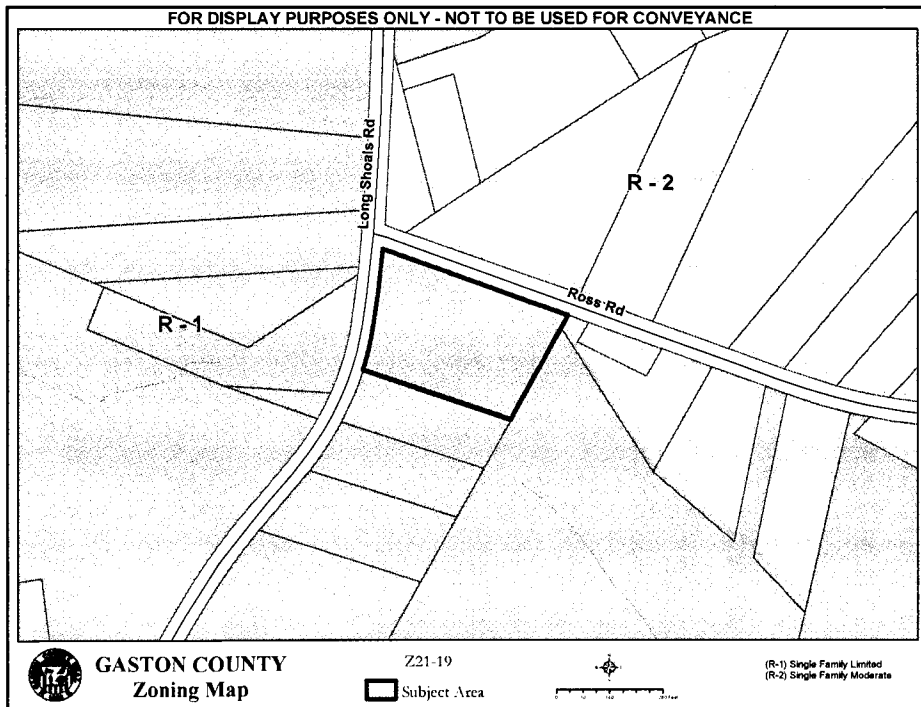 FOR DISPLAY PURPOSES ONLY - NOT TO BE USED FOR CONVEYANCE
Long Shoals Rd
R - 2
Ross Rd
R - 1
GASTON COUNTY
Zoning Map
Z21-19
Subject Area
(R-1) Single Family Limited
(R-2) Single Family Moderate